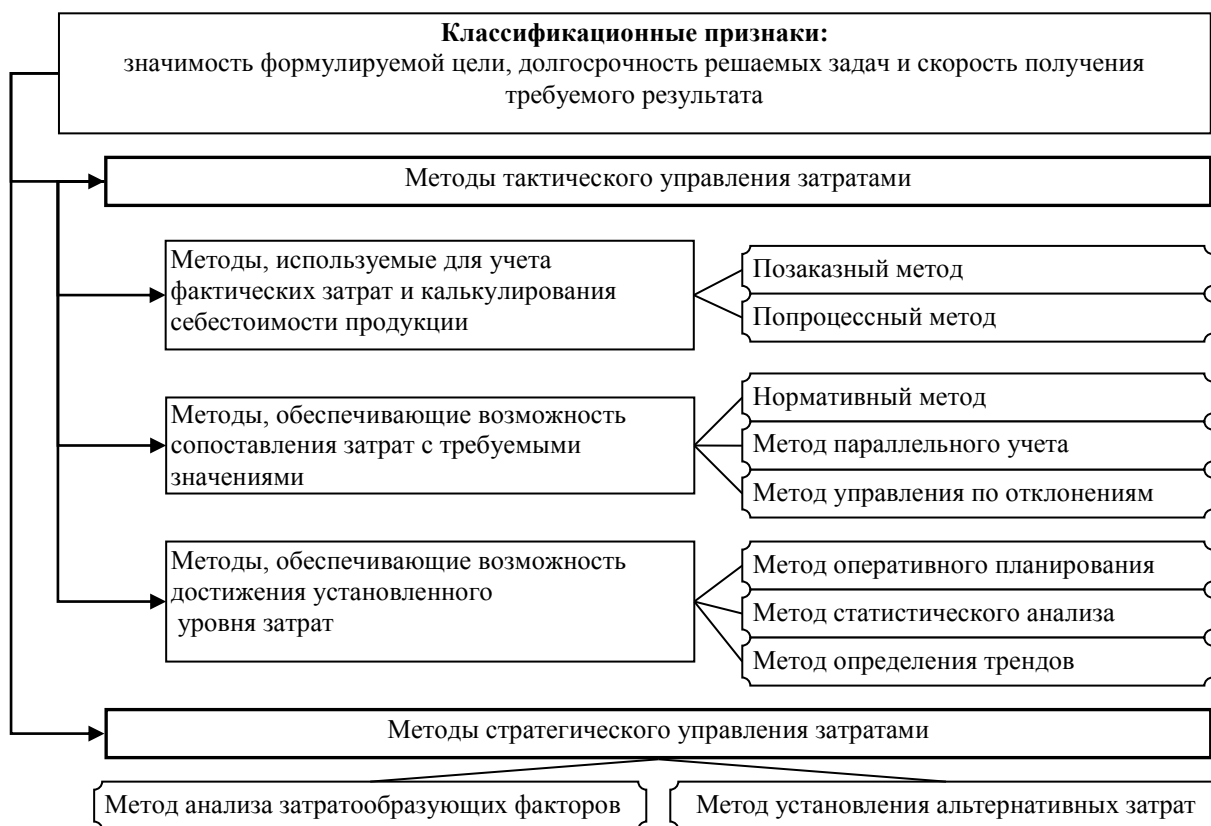 Классификационные признаки:
значимость формулируемой цели, долгосрочность решаемых задач и скорость получения
требуемого результата
Методы тактического управления затратами
Методы, используемые для учета
фактических затрат и калькулирования
себестоимости продукции
Позаказный метод
Попроцессный метод
Методы, обеспечивающие возможность
сопоставления затрат с требуемыми
значениями
Нормативный метод
Метод параллельного учета
Метод управления по отклонениям
Методы, обеспечивающие возможность
достижения установленного
уровня затрат
Метод оперативного планирования
Метод статистического анализа
Метод определения трендов
Методы стратегического управления затратами
Метод анализа затратообразующих факторов
Метод установления альтернативных затрат